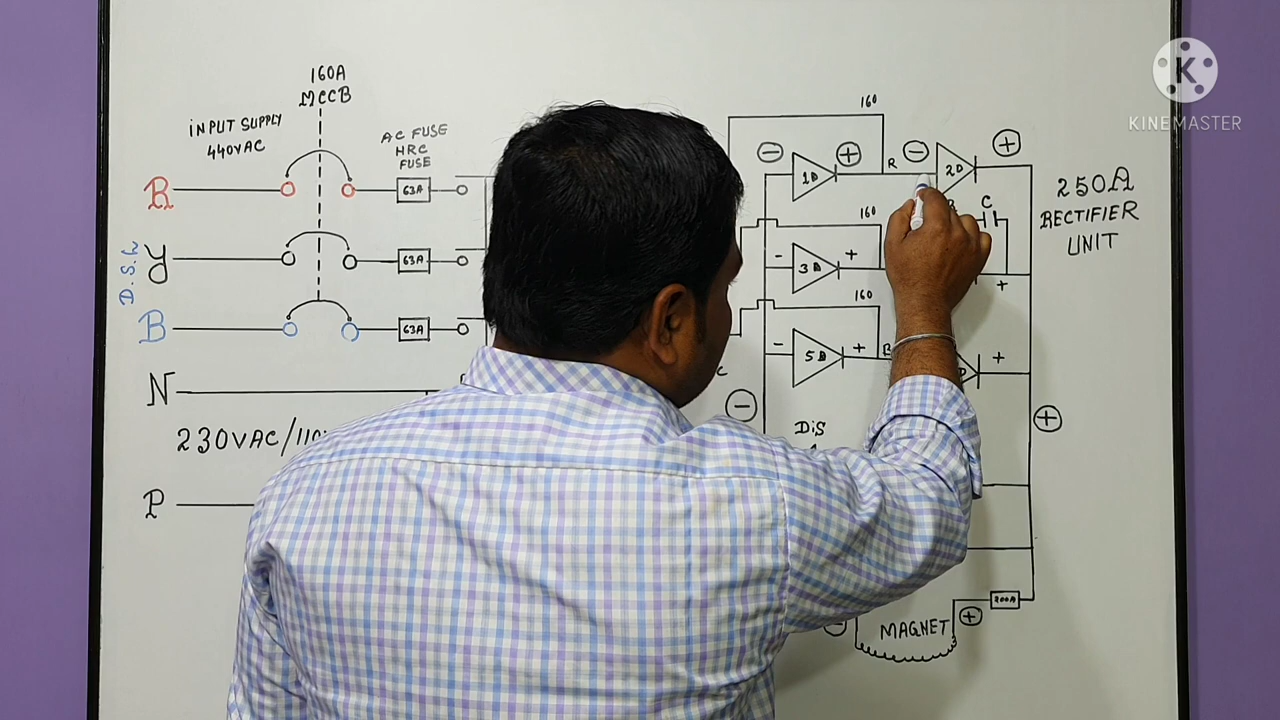 160A
MCCB
INPUT SUPPLY
440VAC
AC FUSE
HRC
FUSE
R
63A
Y
63A
B
63A
D.S.L
N
230VAC/110
P
160
1D
R
2D
C
160
3D
160
5D
B
C
DiS
250A
RECTIFIER
UNIT
200A
MAGNET
K
KINEMASTER